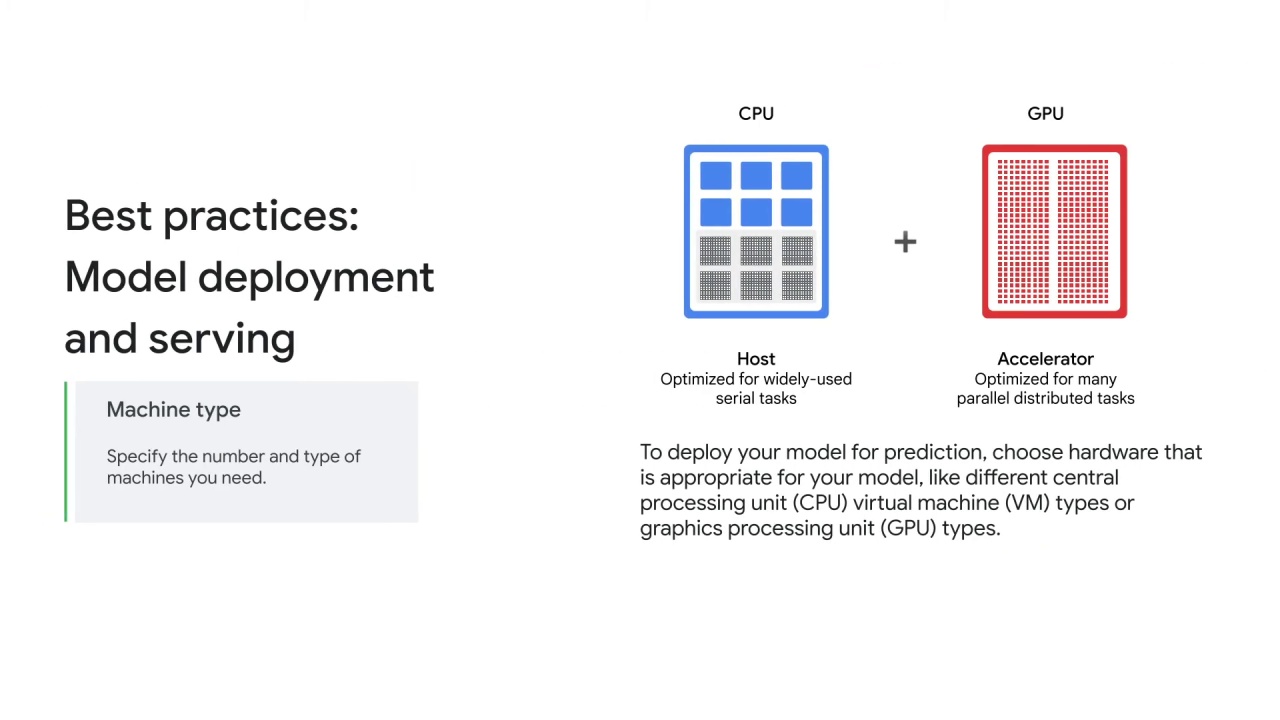 Best practices:
Model deployment
and serving
Machine type
Specify the number and type of
machines you need.
CPU
GPU
+
Host
Optimized for widely-used
serial tasks
Accelerator
Optimized for many
parallel distributed tasks
To deploy your model for prediction, choose hardware that
is appropriate for your model, like different central
processing unit (CPU) virtual machine (VM) types or
graphics processing unit (GPU) types.